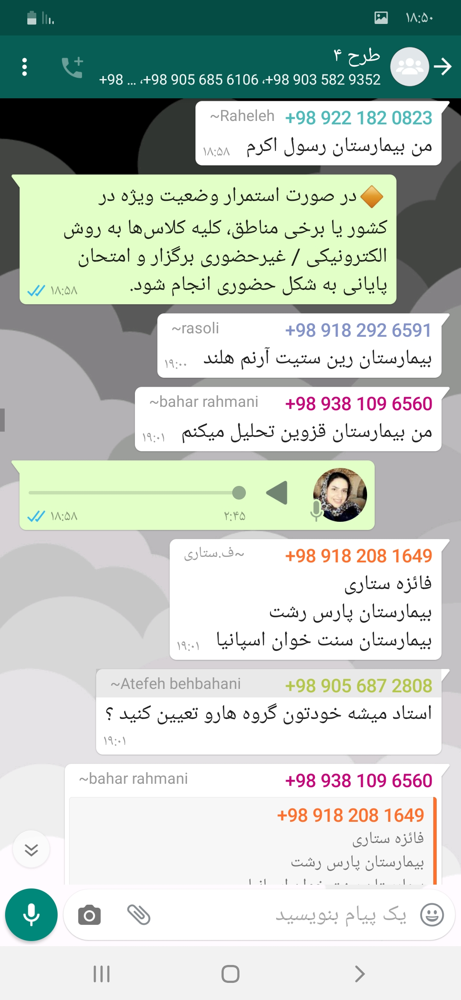 ۱۸:۵۰
طرح ۴
+98 903 582 9352، +98 905 685 6106، ... +98
+98 922 182 0823 ~Raheleh
من بیمارستان رسول اکرم ۱۸:۵۸
🔶در صورت استمرار وضعیت ویژه در
کشور یا برخی مناطق، کلیه کلاس‌ها به روش
الکترونیکی / غیرحضوری برگزار و امتحان
پایانی به شکل حضوری انجام شود. ۱۸:۵۸
+98 918 292 6591 ~rasoli
بیمارستان رین ستیت آرنم هلند ۱۹:۰۰
+98 938 109 6560 ~bahar rahmani
من بیمارستان قزوین تحلیل میکنم ۱۹:۰۱
۲:۴۵ ۱۸:۵۸
+98 918 208 1649 ~ف.ستاری
فائزه ستاری
بیمارستان پارس رشت
بیمارستان سنت خوان اسپانیا ۱۹:۰۱
+98 905 687 2808 ~Atefeh behbahani
استاد میشه خودتون گروه هارو تعیین کنید ؟
۱۹:۰۱
+98 938 109 6560 ~bahar rahmani
+98 918 208 1649
فائزه ستاری
بیمارستان پارس رشت
یک پیام بنویسید